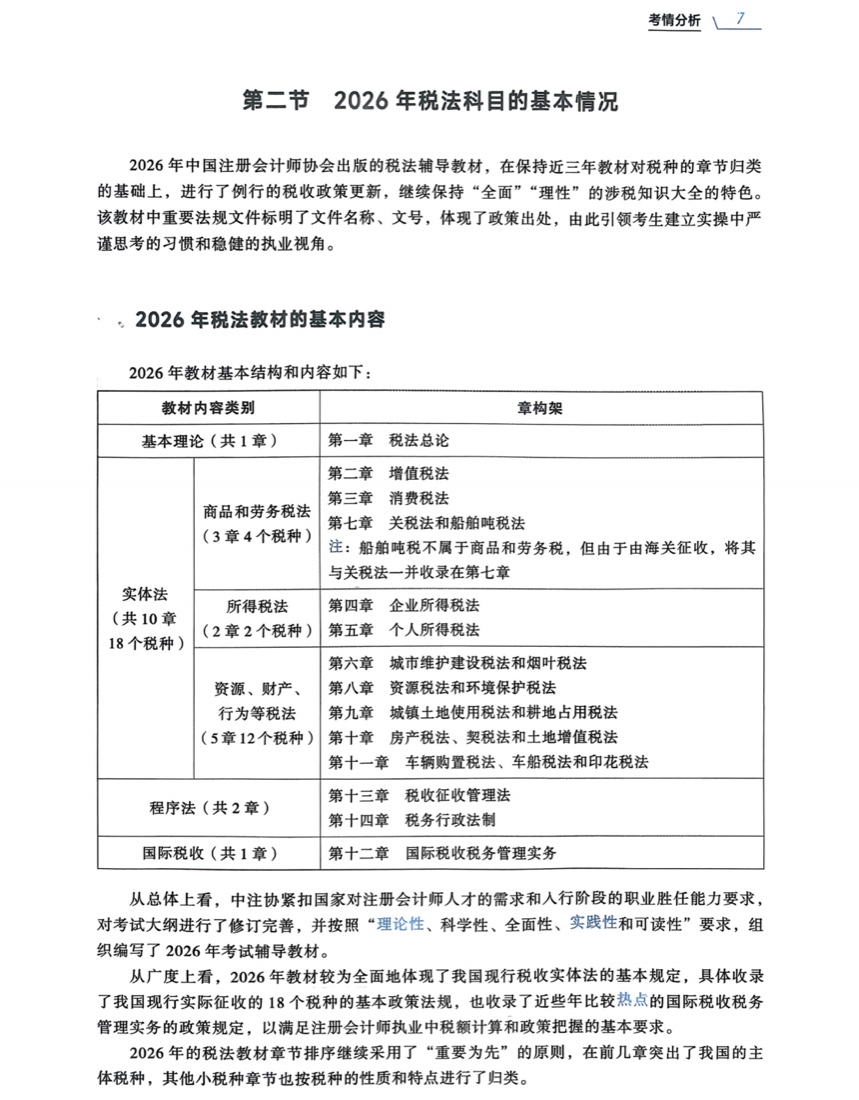 考情分析 7
第二节 2026 年税法科目的基本情况
2026 年中国注册会计师协会出版的税法辅导教材，在保持近三年教材对税种的章节归类
的基础上，进行了例行的税收政策更新，继续保持“全面”“理性”的涉税知识大全的特色。
该教材中重要法规文件标明了文件名称、文号，体现了政策出处，由此引领考生建立实操中严
谨思考的习惯和稳健的执业视角。
2026 年税法教材的基本内容
2026 年教材基本结构和内容如下：
教材内容类别 章构架
基本理论（共 1 章） 第一章 税法总论
实体法
（共 10 章
18 个税种）
商品和劳务税法
（3 章 4 个税种）
第二章 增值税法
第三章 消费税法
第七章 关税法和船舶吨税法
注：船舶吨税不属于商品和劳务税，但由于由海关征收，将其
与关税法一并收录在第七章
所得税法
（2 章 2 个税种）
第四章 企业所得税法
第五章 个人所得税法
资源、财产、
行为等税法
（5 章 12 个税种）
第六章 城市维护建设税法和烟叶税法
第八章 资源税法和环境保护税法
第九章 城镇土地使用税法和耕地占用税法
第十章 房产税法、契税法和土地增值税法
第十一章 车辆购置税法、车船税法和印花税法
程序法（共 2 章）
第十三章 税收征收管理法
第十四章 税务行政法制
国际税收（共 1 章） 第十二章 国际税收税务管理实务
从总体上看，中注协紧扣国家对注册会计师人才的需求和入行阶段的职业胜任能力要求，
对考试大纲进行了修订完善，并按照“理论性、科学性、全面性、实践性和可读性”要求，组
织编写了 2026 年考试辅导教材。
从广度上看，2026 年教材较为全面地体现了我国现行税收实体法的基本规定，具体收录
了我国现行实际征收的 18 个税种的基本政策法规，也收录了近些年比较热点的国际税收税务
管理实务的政策规定，以满足注册会计师执业中税额计算和政策把握的基本要求。
2026 年的税法教材章节排序继续采用了“重要为先”的原则，在前几章突出了我国的主
体税种，其他小税种章节也按税种的性质和特点进行了归类。